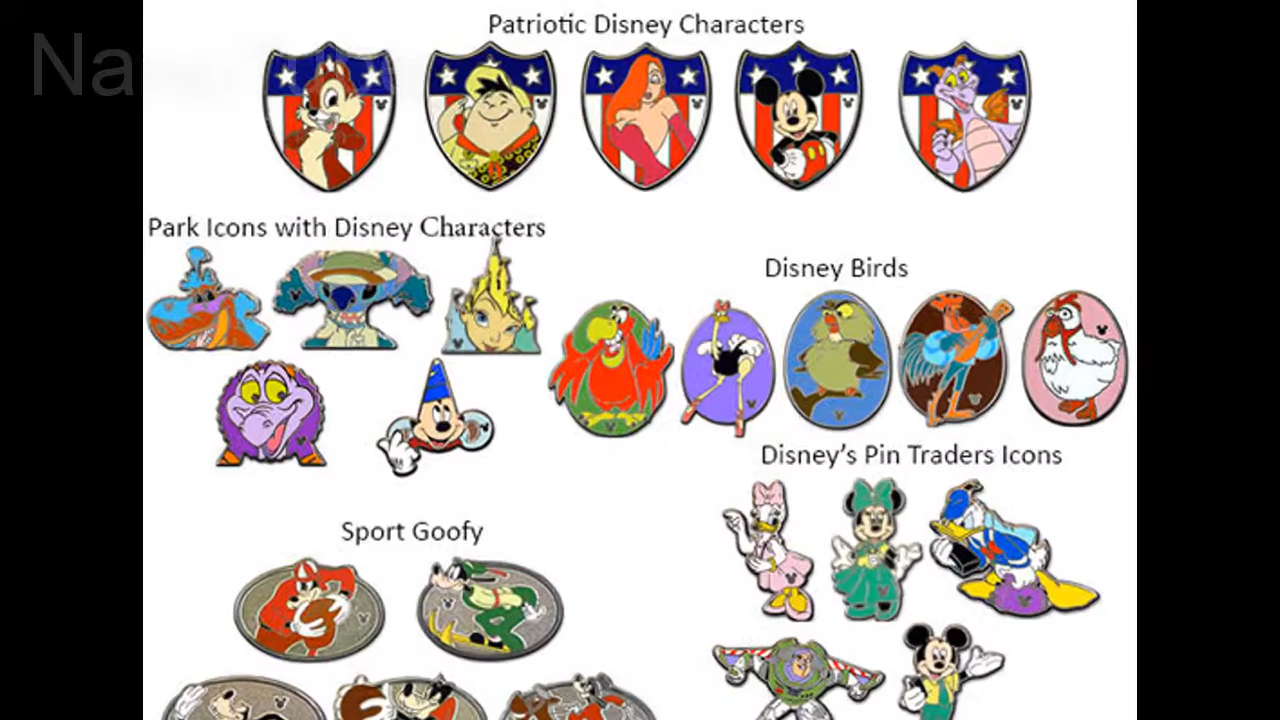 Patriotic Disney Characters
Park Icons with Disney Characters
Disney Birds
Disney's Pin Traders Icons
Sport Goofy